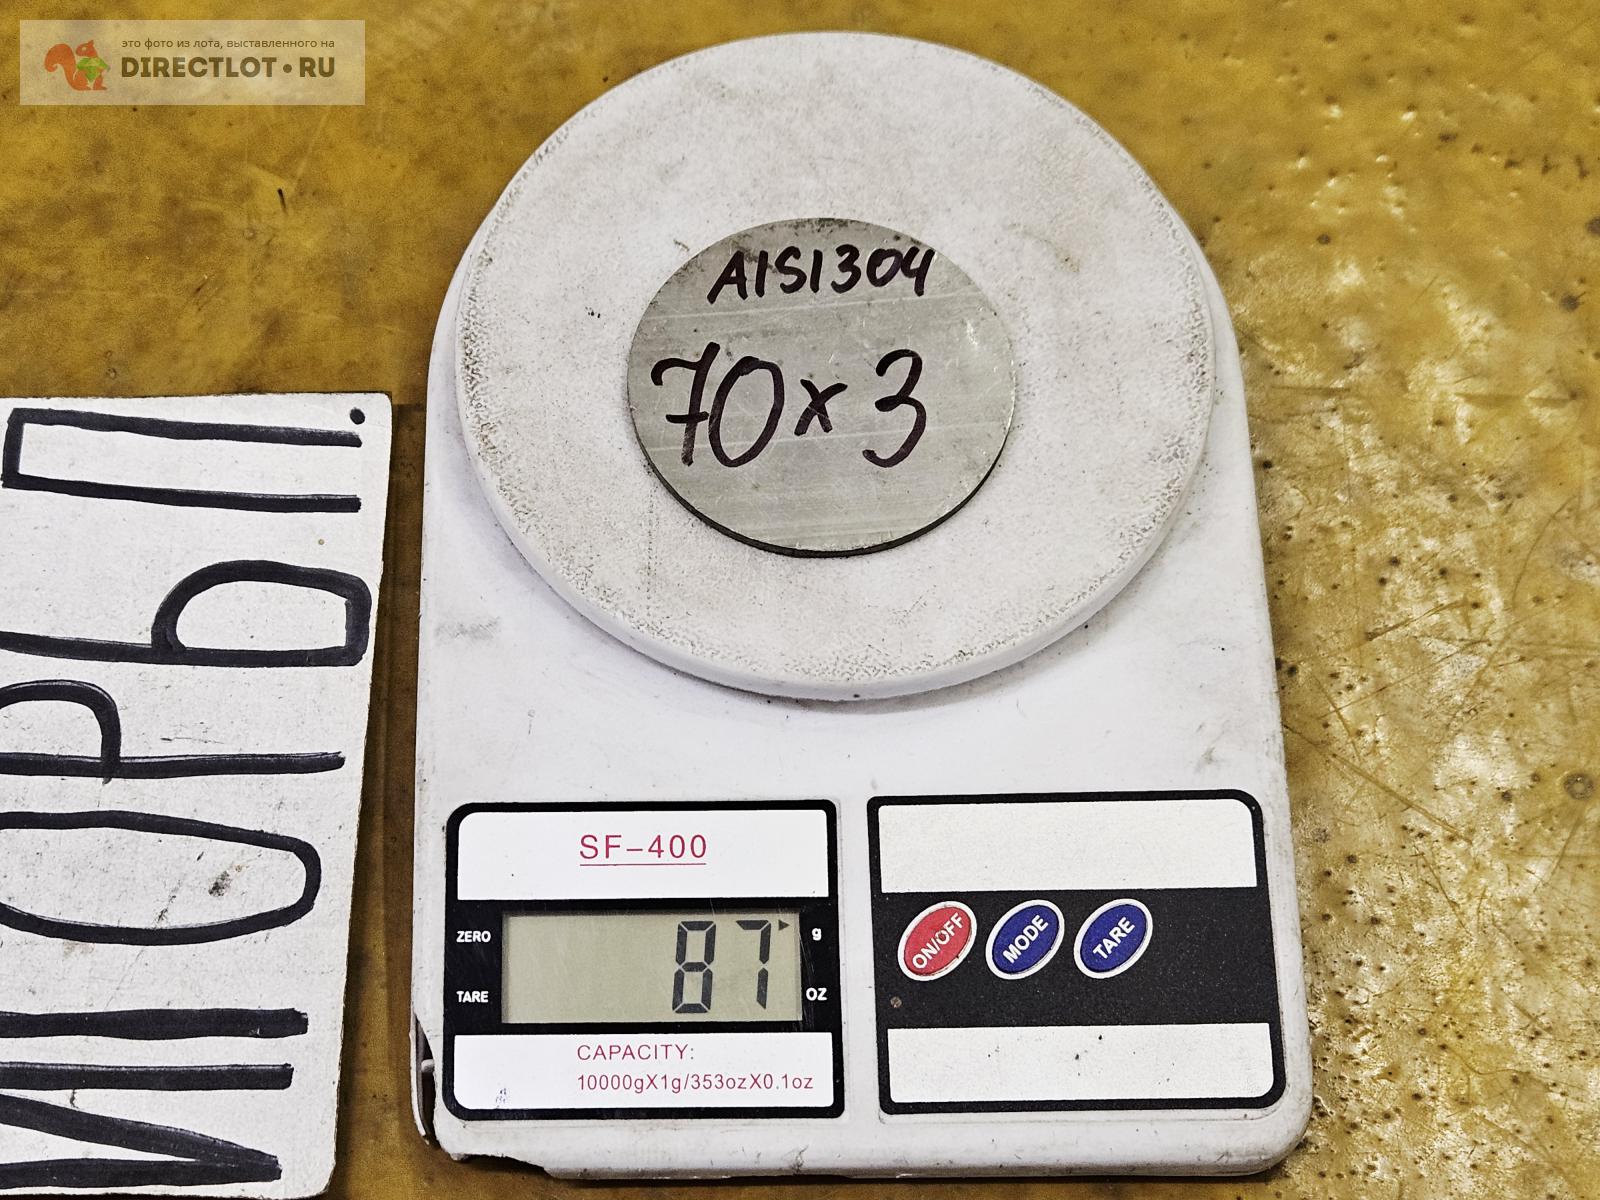 это фото из лота, выставленного на
DIRECTLOT•RU
AISI304
70x3
ИГОРЬП.
SF-400
ZERO
TARE
87
g
OZ
CAPACITY:
10000gX1g/353ozX0.1oz
ON/OFF
MODE
TARE